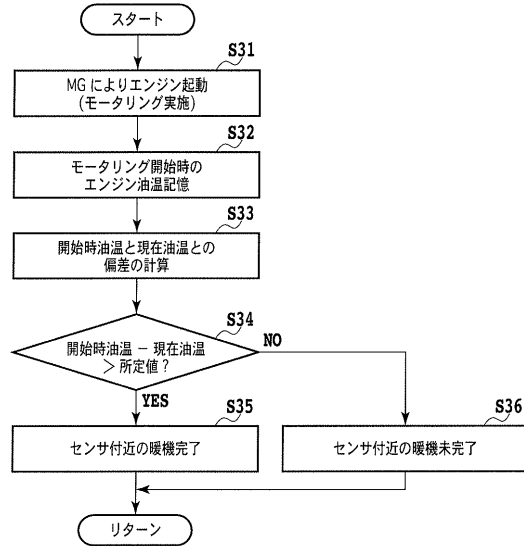 スタート
S31
MGによりエンジン起動
(モータリング実施)
S32
モータリング開始時の
エンジン油温記憶
S33
開始時油温と現在油温との
偏差の計算
S34
開始時油温 − 現在油温
＞所定値？
NO
YES
S35
センサ付近の暖機完了
S36
センサ付近の暖機未完了
リターン